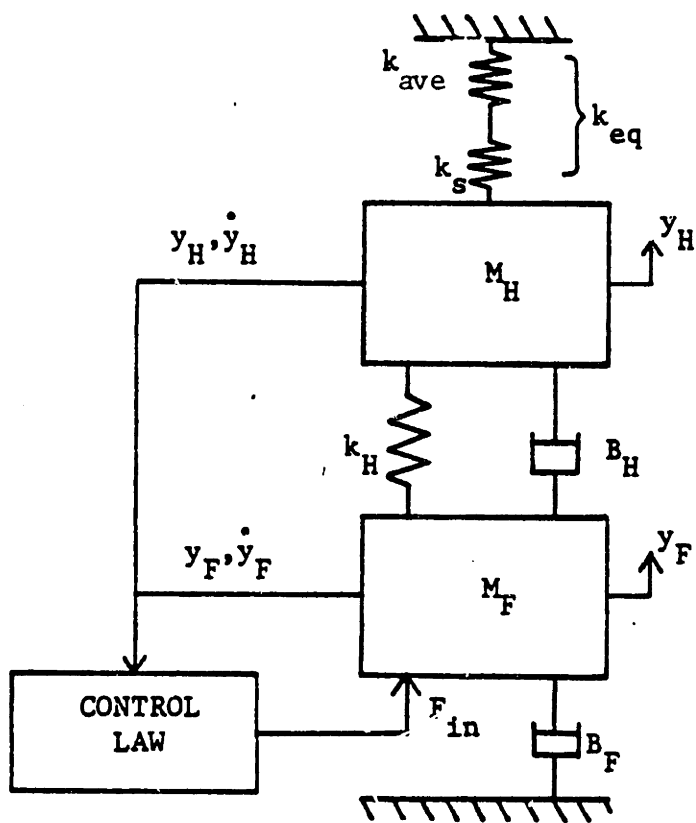 k_ave
k_eq
k_s
y_H, ẏ_H
y_H
M_H
k_H
B_H
y_F, ẏ_F
y_F
M_F
CONTROL
LAW
F_in
B_F